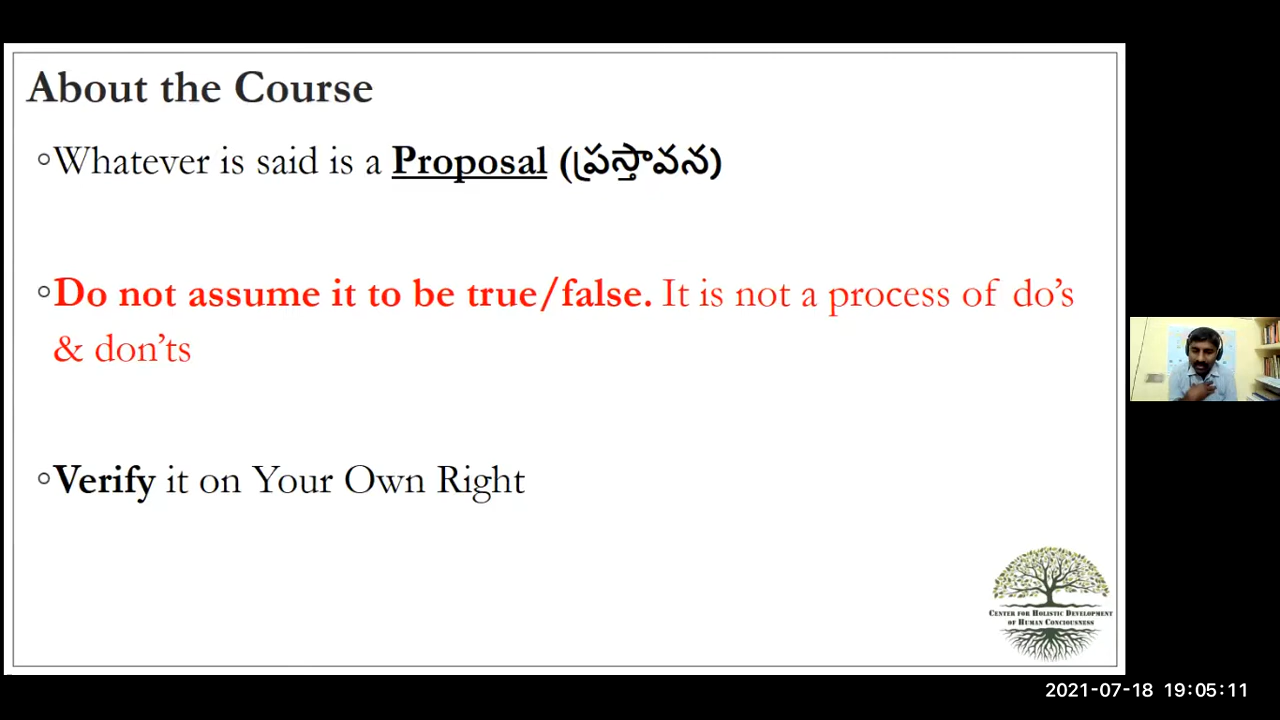 About the Course
Whatever is said is a Proposal (ప్రస్తావన)
Do not assume it to be true/false. It is not a process of do's
& don'ts
Verify it on Your Own Right
CENTER FOR HOLISTIC DEVELOPMENT
OF HUMAN CONCIOUSNESS
2021-07-18 19:05:11